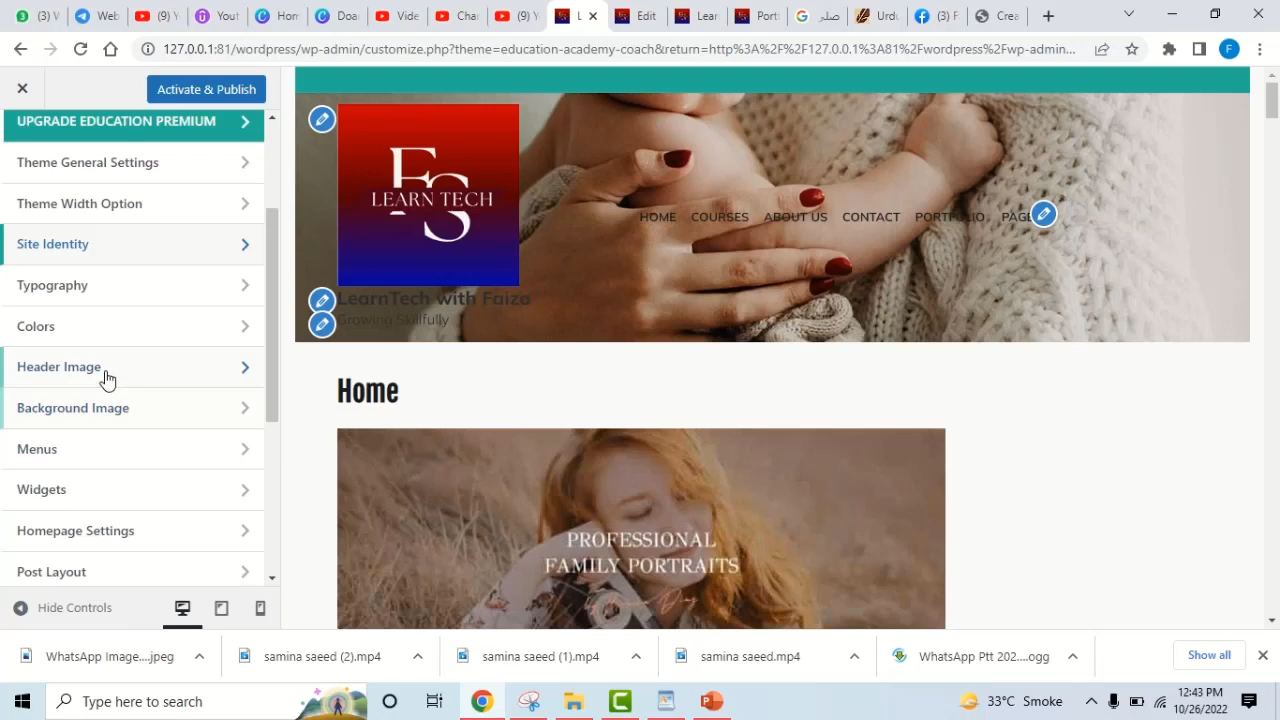 3
Y
(9) Y
Y
You
Y
C
Ho
D
Vide
Cha
(9) Y
L
Edit
Lear
Port
صلى
Urd
(3) F
Crea
127.0.0.1:81/wordpress/wp-admin/customize.php?theme=education-academy-coach&return=http%3A%2F%2F127.0.0.1%3A81%2Fwordpress%2Fwp-admin...
F
Activate & Publish
UPGRADE EDUCATION PREMIUM
Theme General Settings
Theme Width Option
Site Identity
Typography
Colors
Header Image
Background Image
Menus
Widgets
Homepage Settings
Post Layout
Hide Controls
FS
LEARN TECH
HOME COURSES ABOUT US CONTACT PORTFOLIO PAGE
LearnTech with Faiza
Growing Skillfully
Home
PROFESSIONAL
FAMILY PORTRAITS
WhatsApp Image....jpeg
samina saeed (2).mp4
samina saeed (1).mp4
samina saeed.mp4
WhatsApp Ptt 202....ogg
Show all
Type here to search
33°C Smoke
12:43 PM
10/26/2022